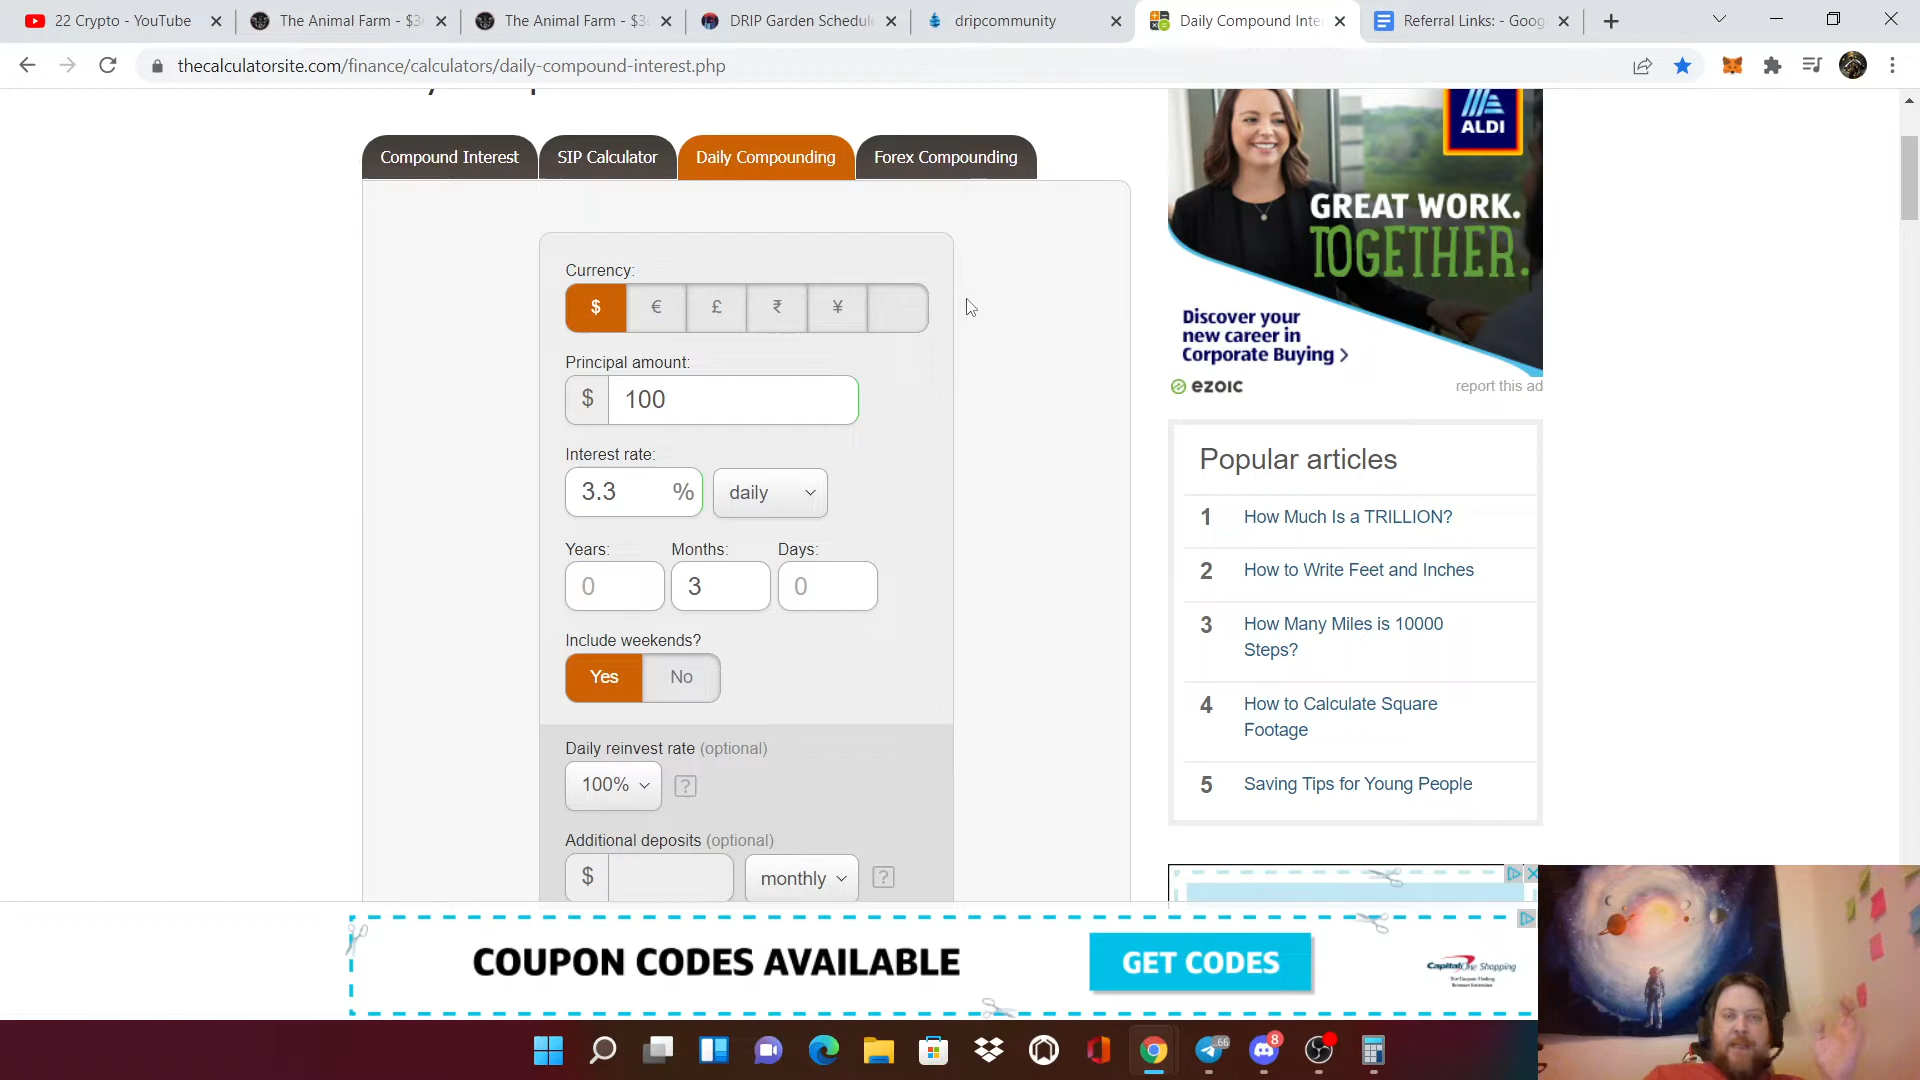 22 Crypto - YouTube
The Animal Farm - $3
The Animal Farm - $3
DRIP Garden Schedule
dripcommunity
Daily Compound Inte
Referral Links: - Goog
thecalculatorsite.com/finance/calculators/daily-compound-interest.php
Compound Interest
SIP Calculator
Daily Compounding
Forex Compounding
Currency:
$
€
£
₹
¥
Principal amount:
$
100
Interest rate:
3.3
%
daily
Years:
Months:
Days:
0
3
0
Include weekends?
Yes
No
Daily reinvest rate (optional)
100%
?
Additional deposits (optional)
$
monthly
?
ALDI
GREAT WORK.
TOGETHER.
Discover your
new career in
Corporate Buying >
ezoic
report this ad
Popular articles
1 How Much Is a TRILLION?
2 How to Write Feet and Inches
3 How Many Miles is 10000
Steps?
4 How to Calculate Square
Footage
5 Saving Tips for Young People
COUPON CODES AVAILABLE
GET CODES
Capital One Shopping
66
8